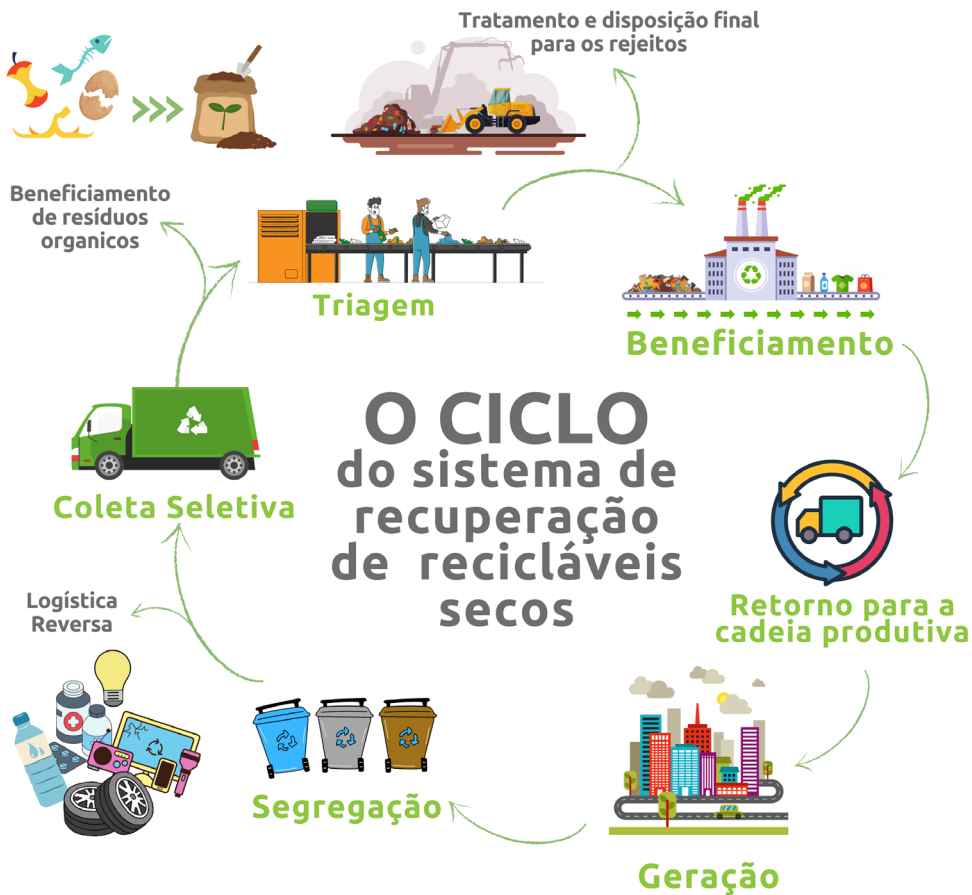 Tratamento e disposição final
para os rejeitos
Beneficiamento
de resíduos
organicos
Triagem
Beneficiamento
O CICLO
do sistema de
recuperação
de recicláveis
secos
Coleta Seletiva
Retorno para a
cadeia produtiva
Logística
Reversa
Segregação
Geração